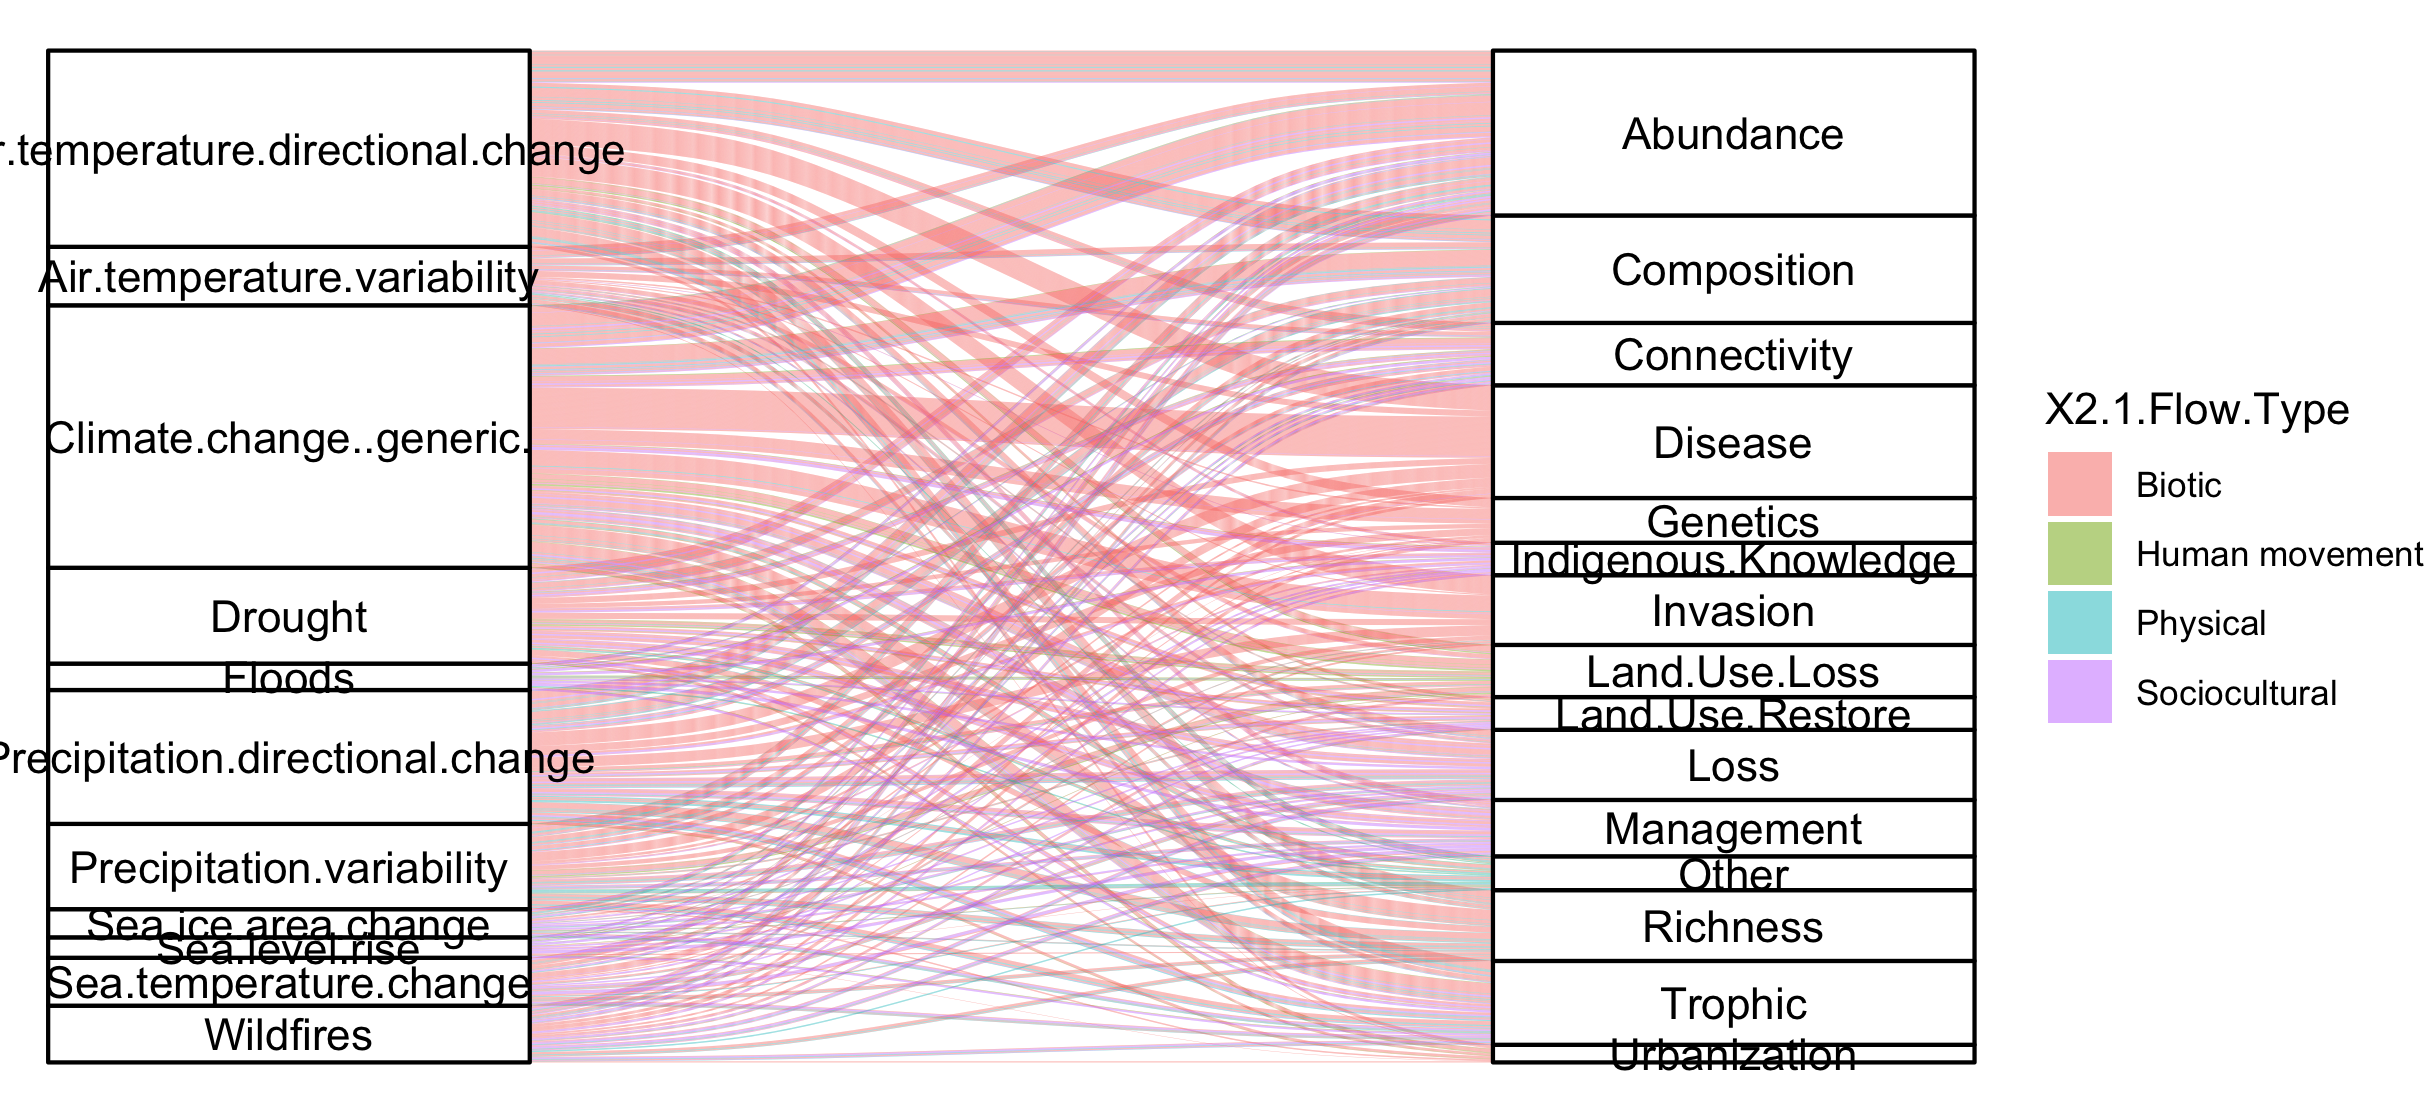 r.temperature.directional.change
Air.temperature.variability
Climate.change..generic.
Drought
Floods
Precipitation.directional.change
Precipitation.variability
Sea.ice.area.change
Sea.level.rise
Sea.temperature.change
Wildfires
Abundance
Composition
Connectivity
Disease
Genetics
Indigenous.Knowledge
Invasion
Land.Use.Loss
Land.Use.Restore
Loss
Management
Other
Richness
Trophic
Urbanization
X2.1.Flow.Type
Biotic
Human movement
Physical
Sociocultural